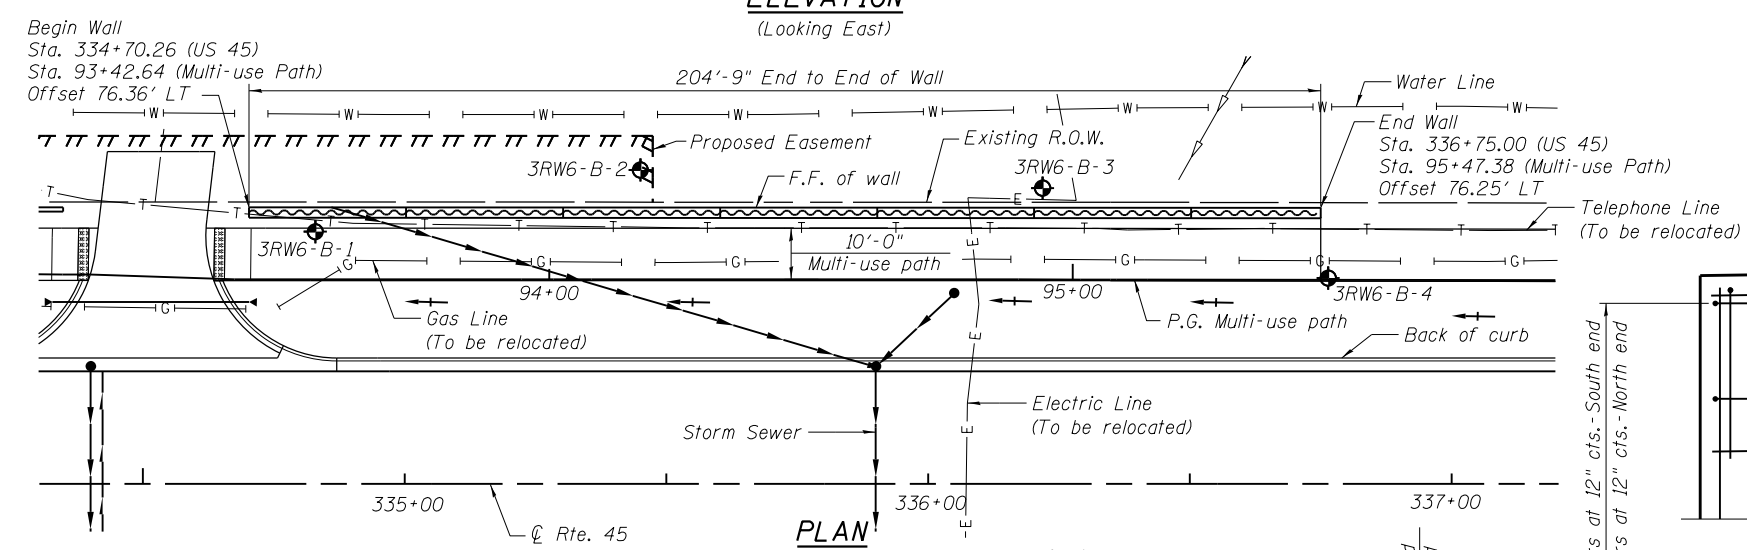 ELEVATION
(Looking East)
Begin Wall
Sta. 334+70.26 (US 45)
Sta. 93+42.64 (Multi-use Path)
Offset 76.36' LT
204'-9" End to End of Wall
Water Line
W W W W W W W W
End Wall
Sta. 336+75.00 (US 45)
Sta. 95+47.38 (Multi-use Path)
Offset 76.25' LT
Proposed Easement
Existing R.O.W.
3RW6-B-2
3RW6-B-3
F.F. of wall
E
Telephone Line
(To be relocated)
T T T T T T T T T T T T T T T
3RW6-B-1
10'-0"
Multi-use path
E
G G G G G
94+00
95+00
3RW6-B-4
G
Gas Line
(To be relocated)
P.G. Multi-use path
Back of curb
E
Electric Line
(To be relocated)
Storm Sewer
E
335+00
336+00
337+00
E
℄ Rte. 45
PLAN
rs at 12" cts.-South end
rs at 12" cts.-North end